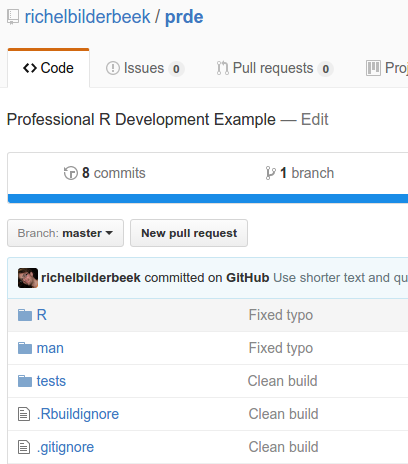 richelbilderbeek / prde
Code Issues 0 Pull requests 0
Professional R Development Example — Edit
8 commits 1 branch
Branch: master New pull request
richelbilderbeek committed on GitHub Use shorter text and
R Fixed typo
man Fixed typo
tests Clean build
.Rbuildignore Clean build
.gitignore Clean build